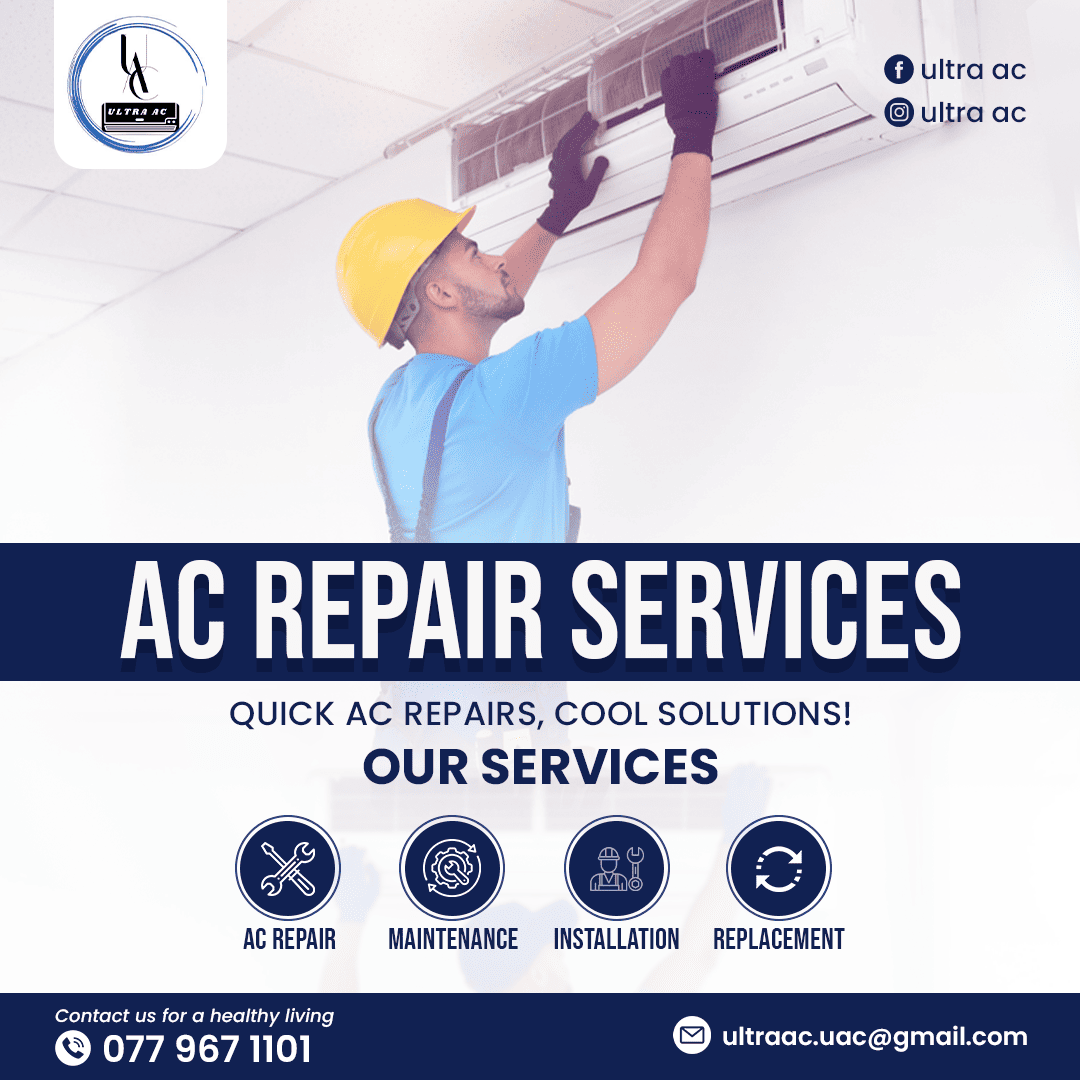 UAC
ULTRA AC
ultra ac
ultra ac
AC REPAIR SERVICES
QUICK AC REPAIRS, COOL SOLUTIONS!
OUR SERVICES
AC REPAIR MAINTENANCE INSTALLATION REPLACEMENT
Contact us for a healthy living
077 967 1101
ultraac.uac@gmail.com